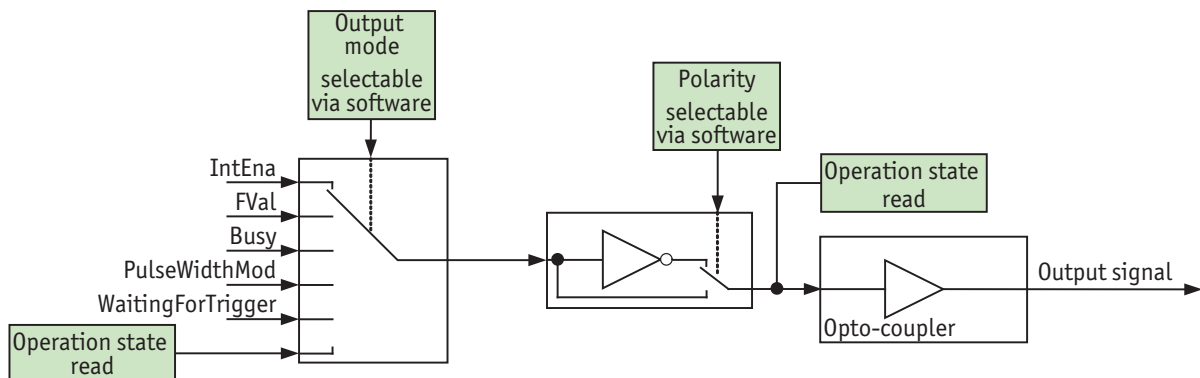 Output
mode
selectable
via software
Polarity
selectable
via software
IntEna
FVal
Busy
PulseWidthMod
WaitingForTrigger
Operation state
read
Operation state
read
Opto-coupler
Output signal